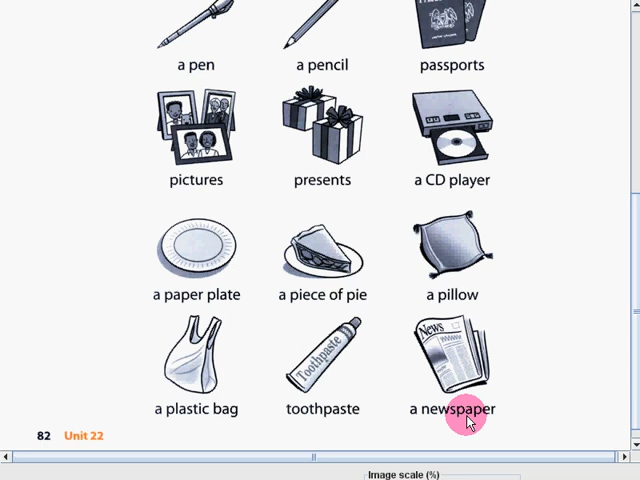 a pen a pencil passports
pictures presents a CD player
a paper plate a piece of pie a pillow
News
Toothpaste
a plastic bag toothpaste a newspaper
82 Unit 22
Image scale (%)